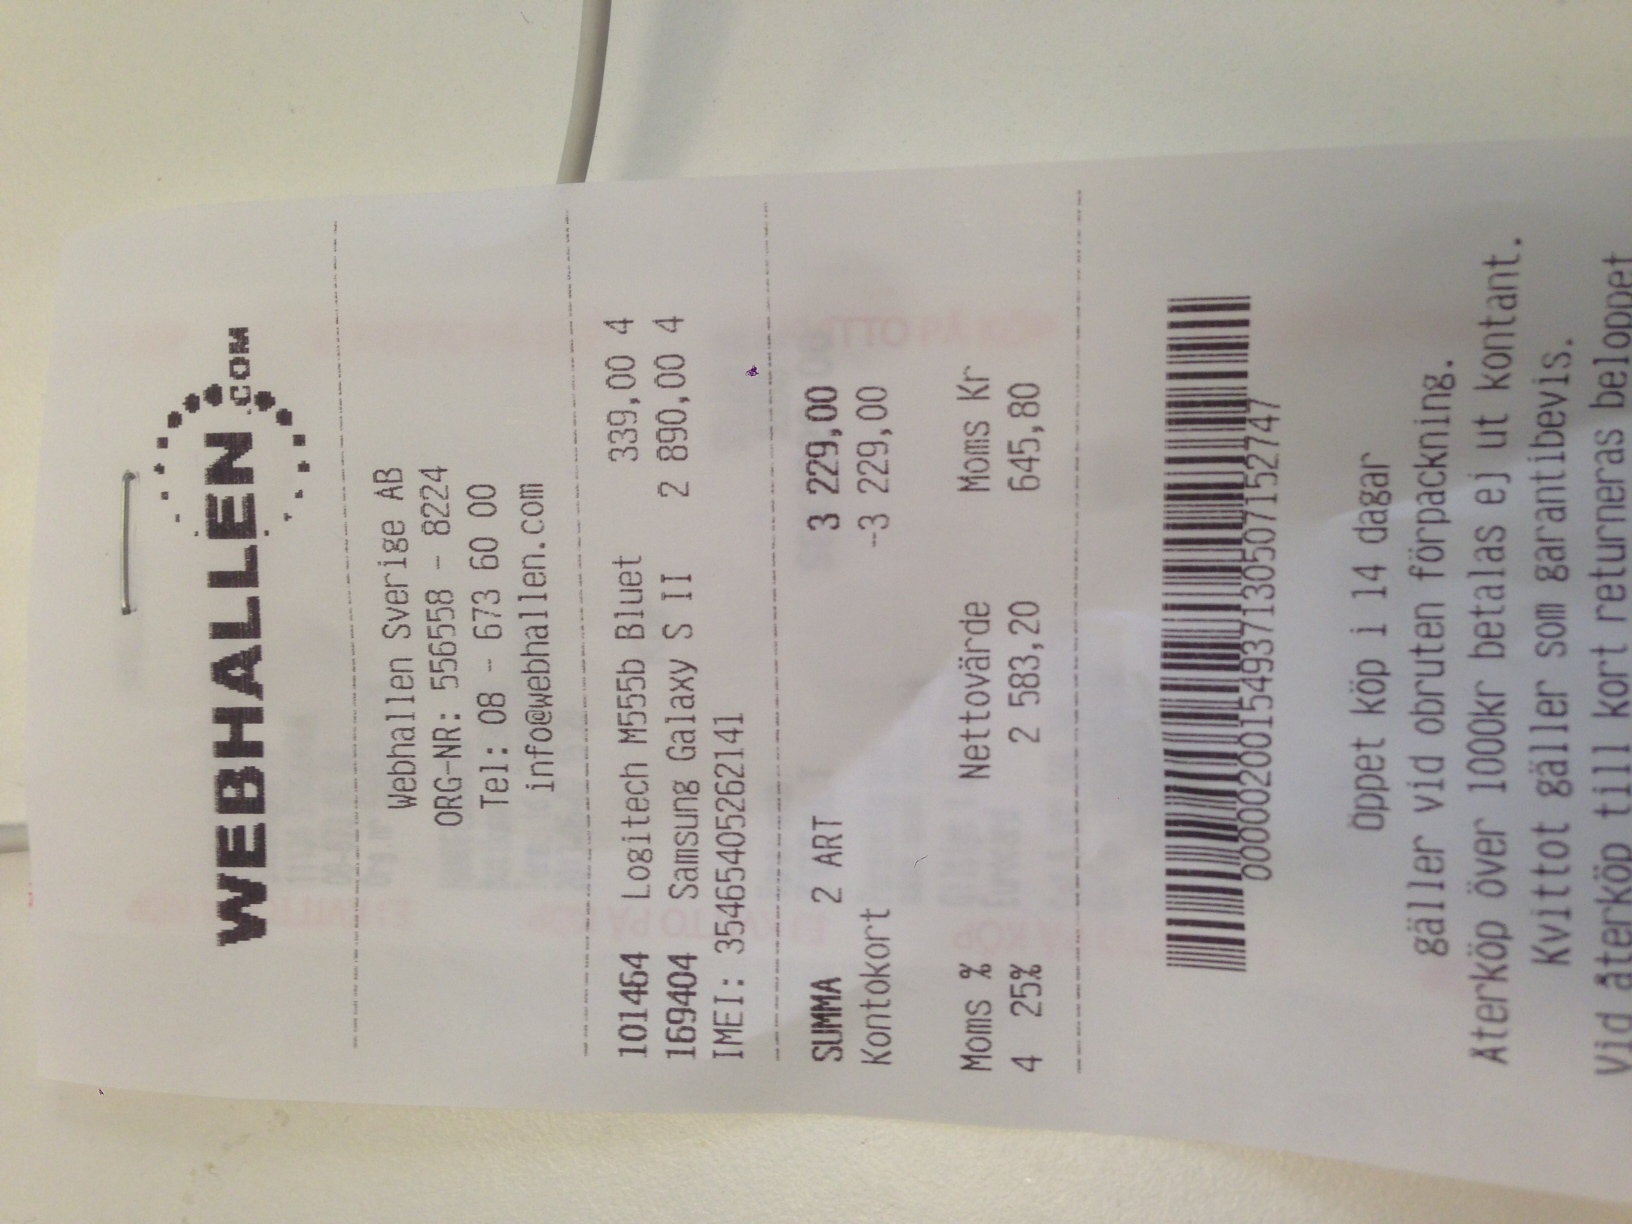 WEBHALLEN.COM
Webhallen Sverige AB
ORG-NR: 556558 - 8224
Tel: 08 - 673 60 00
info@webhallen.com
101464 Logitech M555b Bluet 339,00 4
169404 Samsung Galaxy S II 2 890,00 4
IMEI: 35465405262141
SUMMA 2 ART 3 229,00
Kontokort -3 229,00
Moms % Nettovärde Moms Kr
4 25% 2 583,20 645,80
0000020015493713050715274​7
Öppet köp i 14 dagar
gäller vid obruten förpackning.
Återköp över 1000kr betalas ej ut kontant.
Kvittot gäller som garantibevis.
Vid återköp till kort returneras beloppet